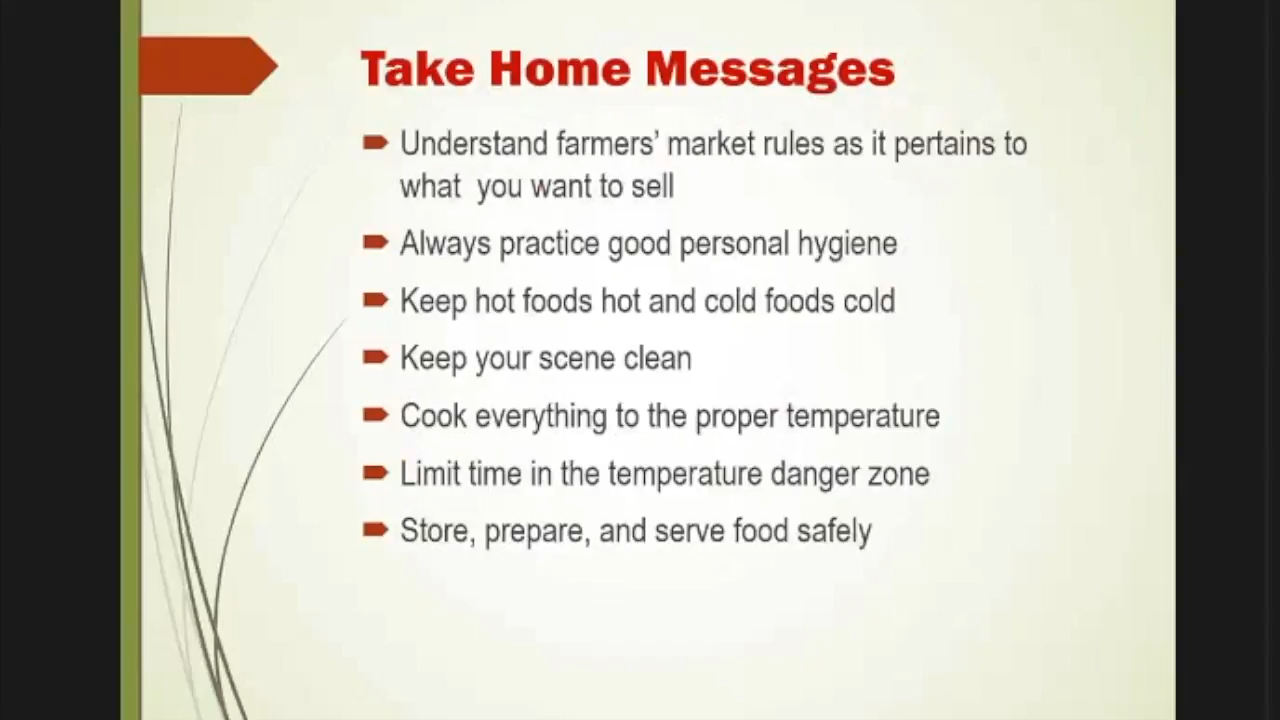 Take Home Messages
Understand farmers’ market rules as it pertains to
what  you want to sell
Always practice good personal hygiene
Keep hot foods hot and cold foods cold
Keep your scene clean
Cook everything to the proper temperature
Limit time in the temperature danger zone
Store, prepare, and serve food safely